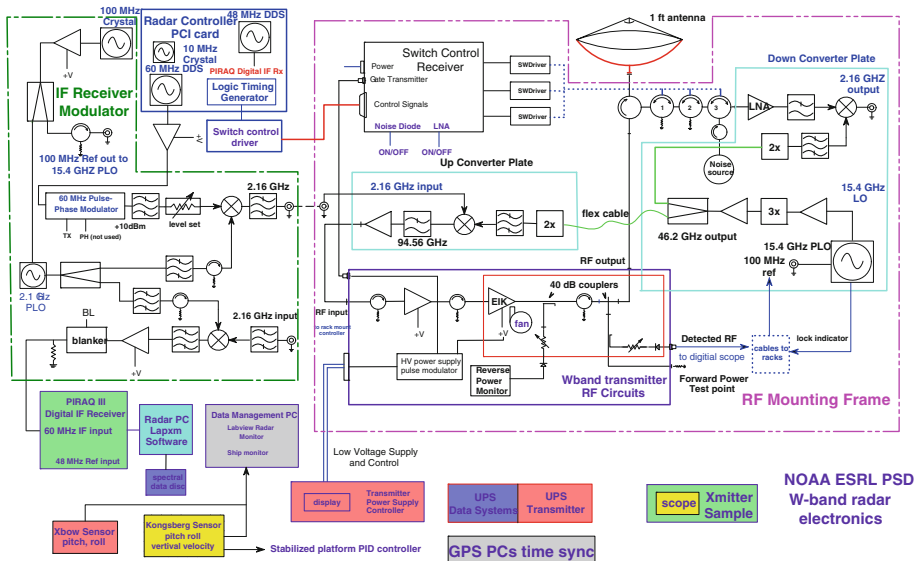 100 MHz
Crystal
+V
IF Receiver
Modulator
100 MHz Ref out to
15.4 GHZ PLO
Radar Controller
PCI card
48 MHz DDS
10 MHz
Crystal
PIRAQ Digital IF Rx
60 MHz DDS
Logic Timing
Generator
+V
Switch control
driver
60 MHz Pulse-
Phase Modulator
TX
PH (not used)
+10dBm
level set
2.16 GHz
2.1 GHz
PLO
BL
blanker
+V
2.16 GHz input
Switch Control
Receiver
Power
Gate Transmitter
Control Signals
Noise Diode
LNA
ON/OFF
ON/OFF
SWDriver
SWDriver
SWDriver
1 ft antenna
Down Converter Plate
1
2
3
LNA
2.16 GHZ
output
Noise
source
2x
15.4 GHz
LO
Up Converter Plate
2.16 GHz input
94.56 GHz
2x
flex cable
3x
46.2 GHz output
15.4 GHz PLO
100 MHz
ref
RF output
RF input
to rack mount
controller
+V
EIK
+V
fan
40 dB couplers
HV power supply
pulse modulator
Reverse
Power
Monitor
Wband transmitter
RF Circuits
Detected RF
to digitial scope
Forward Power
Test point
cables to
racks
lock indicator
RF Mounting Frame
PIRAQ III
Digital IF Receiver
60 MHz IF input
48 MHz Ref input
Radar PC
Lapxm
Software
spectral
data disc
Data Management PC
Labview Radar
Monitor
Ship monitor
Low Voltage Supply
and Control
display
Transmitter
Power Supply
Controller
UPS
Data Systems
UPS
Transmitter
scope
Xmitter
Sample
NOAA ESRL PSD
W-band radar
electronics
Xbow Sensor
pitch, roll
Kongsberg Sensor
pitch roll
vertival velocity
Stabilized platform PID controller
GPS PCs time sync